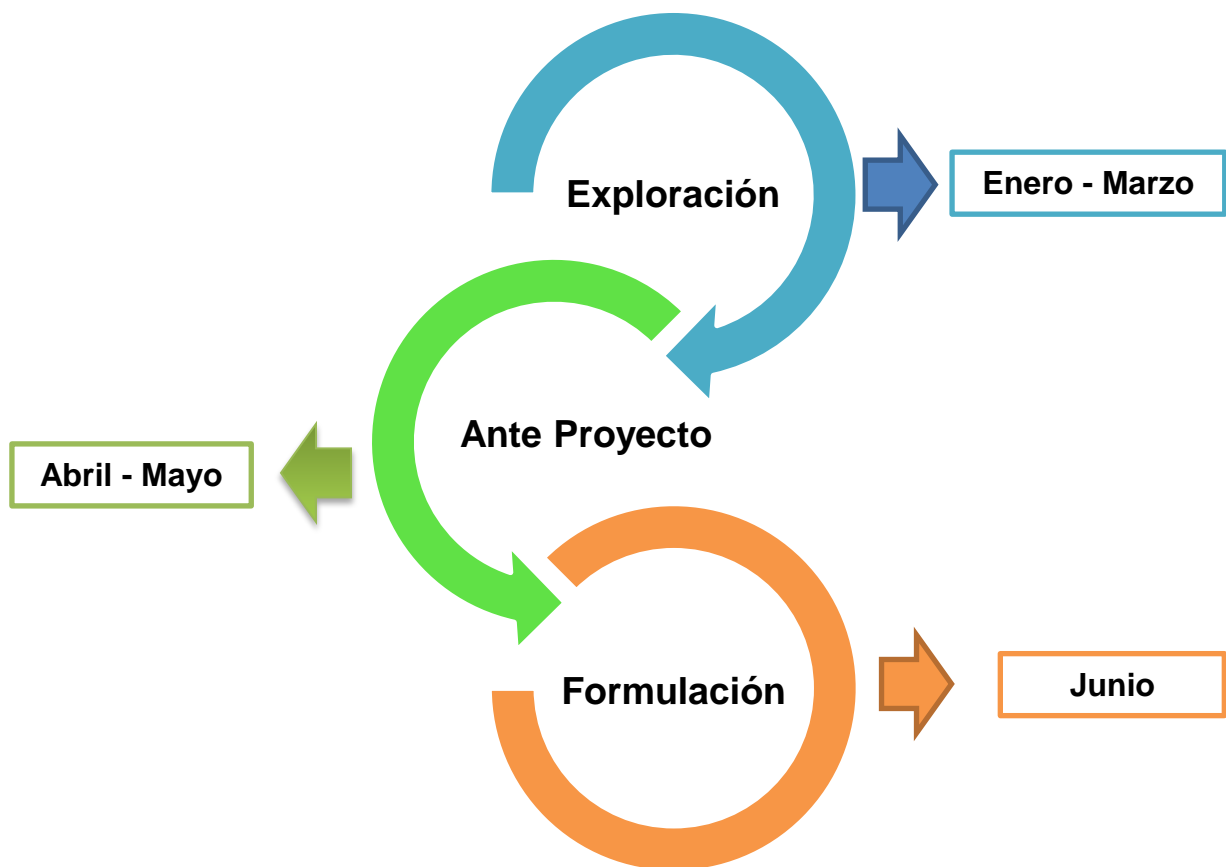 Exploración
Enero - Marzo
Ante Proyecto
Abril - Mayo
Formulación
Junio